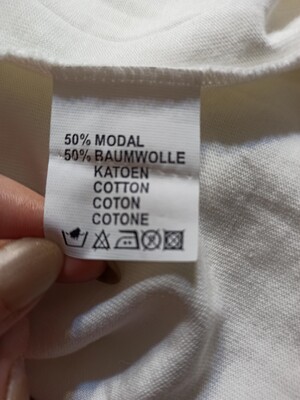 50% MODAL
50% BAUMWOLLE
KATOEN
COTTON
COTON
COTONE